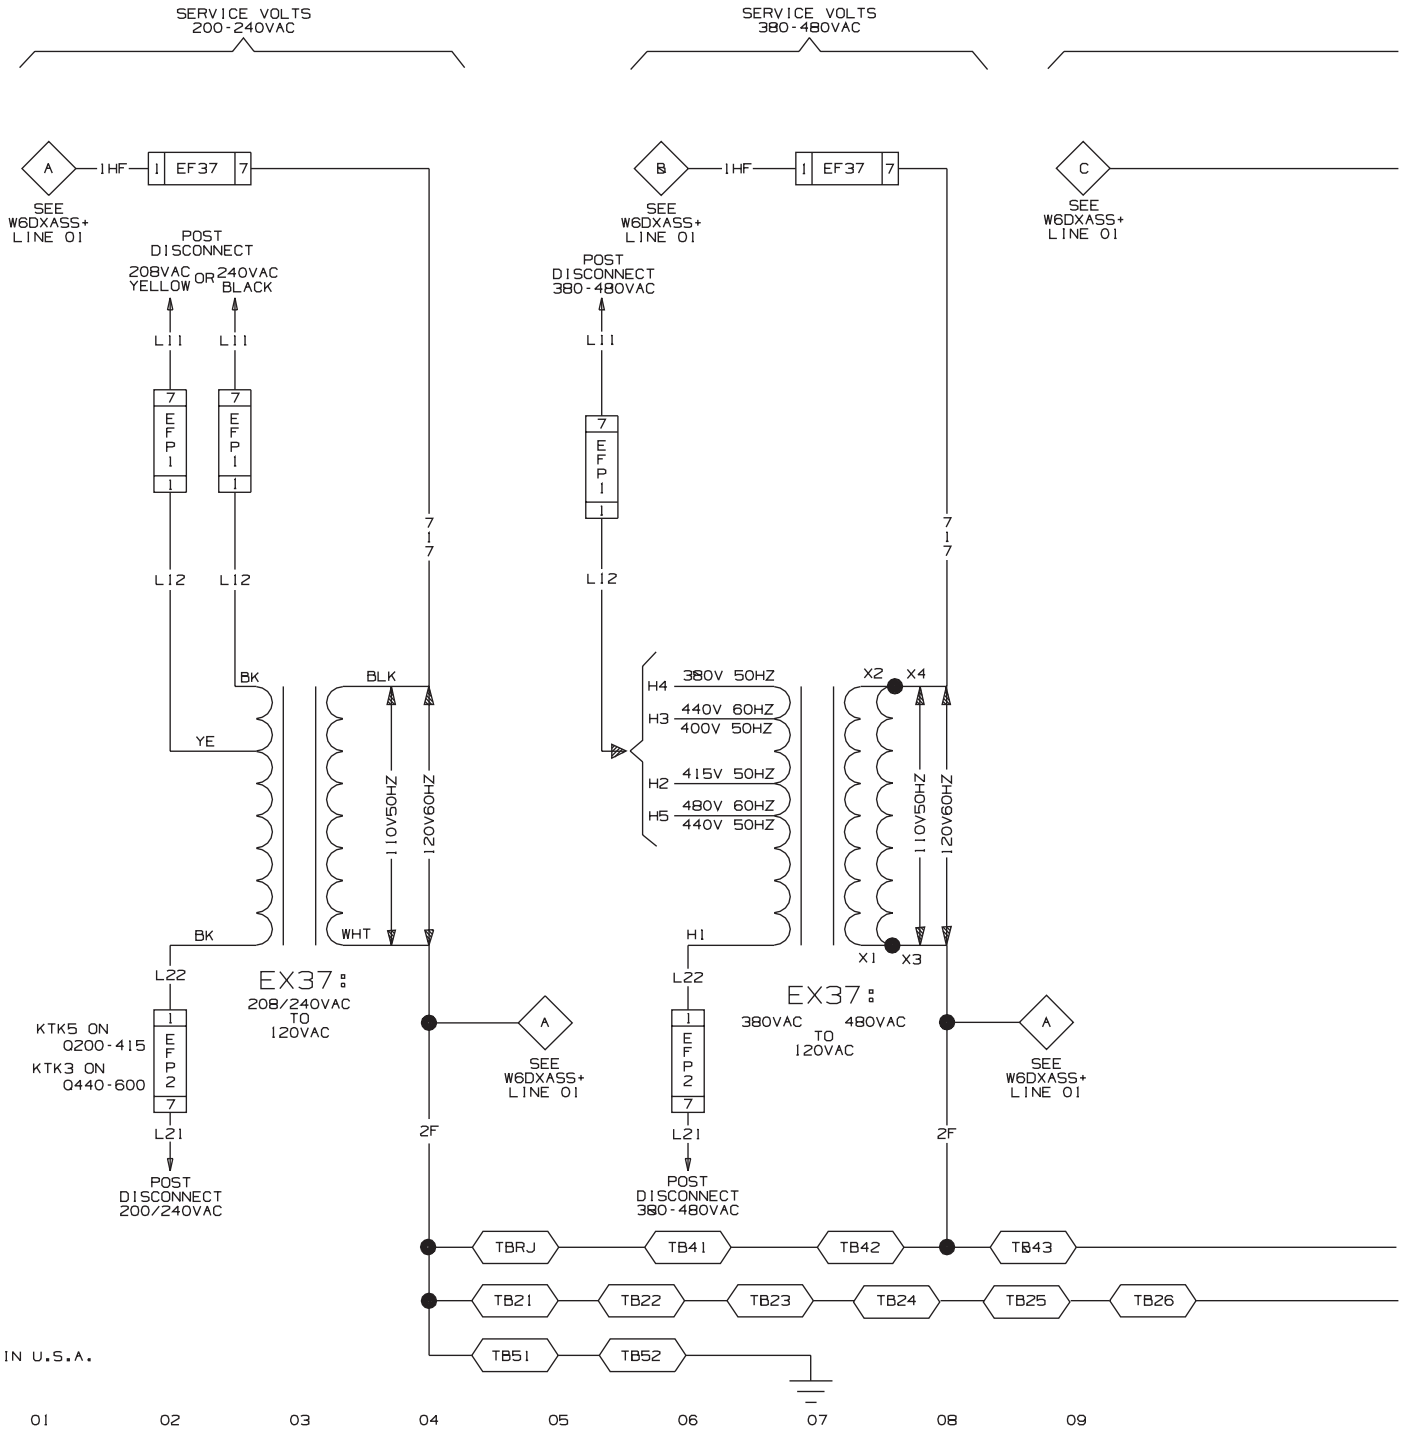 SERVICE VOLTS
200-240VAC
SERVICE VOLTS
380-480VAC
A
1HF
1
EF37
7
B
1HF
1
EF37
7
C
SEE
W6DXASS+
LINE 01
SEE
W6DXASS+
LINE 01
SEE
W6DXASS+
LINE 01
POST
DISCONNECT
208VAC
YELLOW
OR
240VAC
BLACK
POST
DISCONNECT
380-480VAC
L11
L11
L11
7
EFP1
1
7
EFP1
1
7
EFP1
1
717
717
L12
L12
L12
BK
BLK
YE
110V50HZ
120V60HZ
BK
WHT
H4
380V 50HZ
H3
440V 60HZ
400V 50HZ
H2
415V 50HZ
H5
480V 60HZ
440V 50HZ
H1
X2
X4
110V50HZ
120V60HZ
X1
X3
L22
EX37:
208/240VAC
TO
120VAC
L22
EX37:
380VAC 480VAC
TO
120VAC
KTK5 ON
Q200-415
KTK3 ON
Q440-600
1
EFP2
7
A
SEE
W6DXASS+
LINE 01
1
EFP2
7
A
SEE
W6DXASS+
LINE 01
L21
2F
L21
2F
POST
DISCONNECT
200/240VAC
POST
DISCONNECT
380-480VAC
TBRJ
TB41
TB42
TB43
TB21
TB22
TB23
TB24
TB25
TB26
TB51
TB52
IN U.S.A.
01 02 03 04 05 06 07 08 09